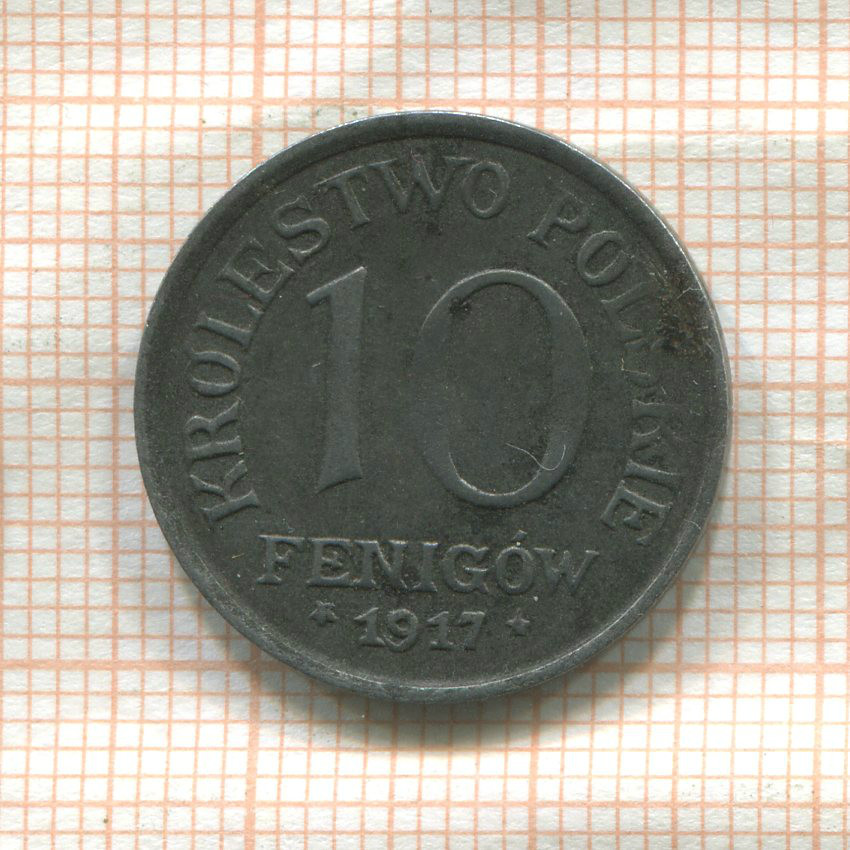 KROLESTWO POLSKIE
10
FENIGÓW
* 1917 *